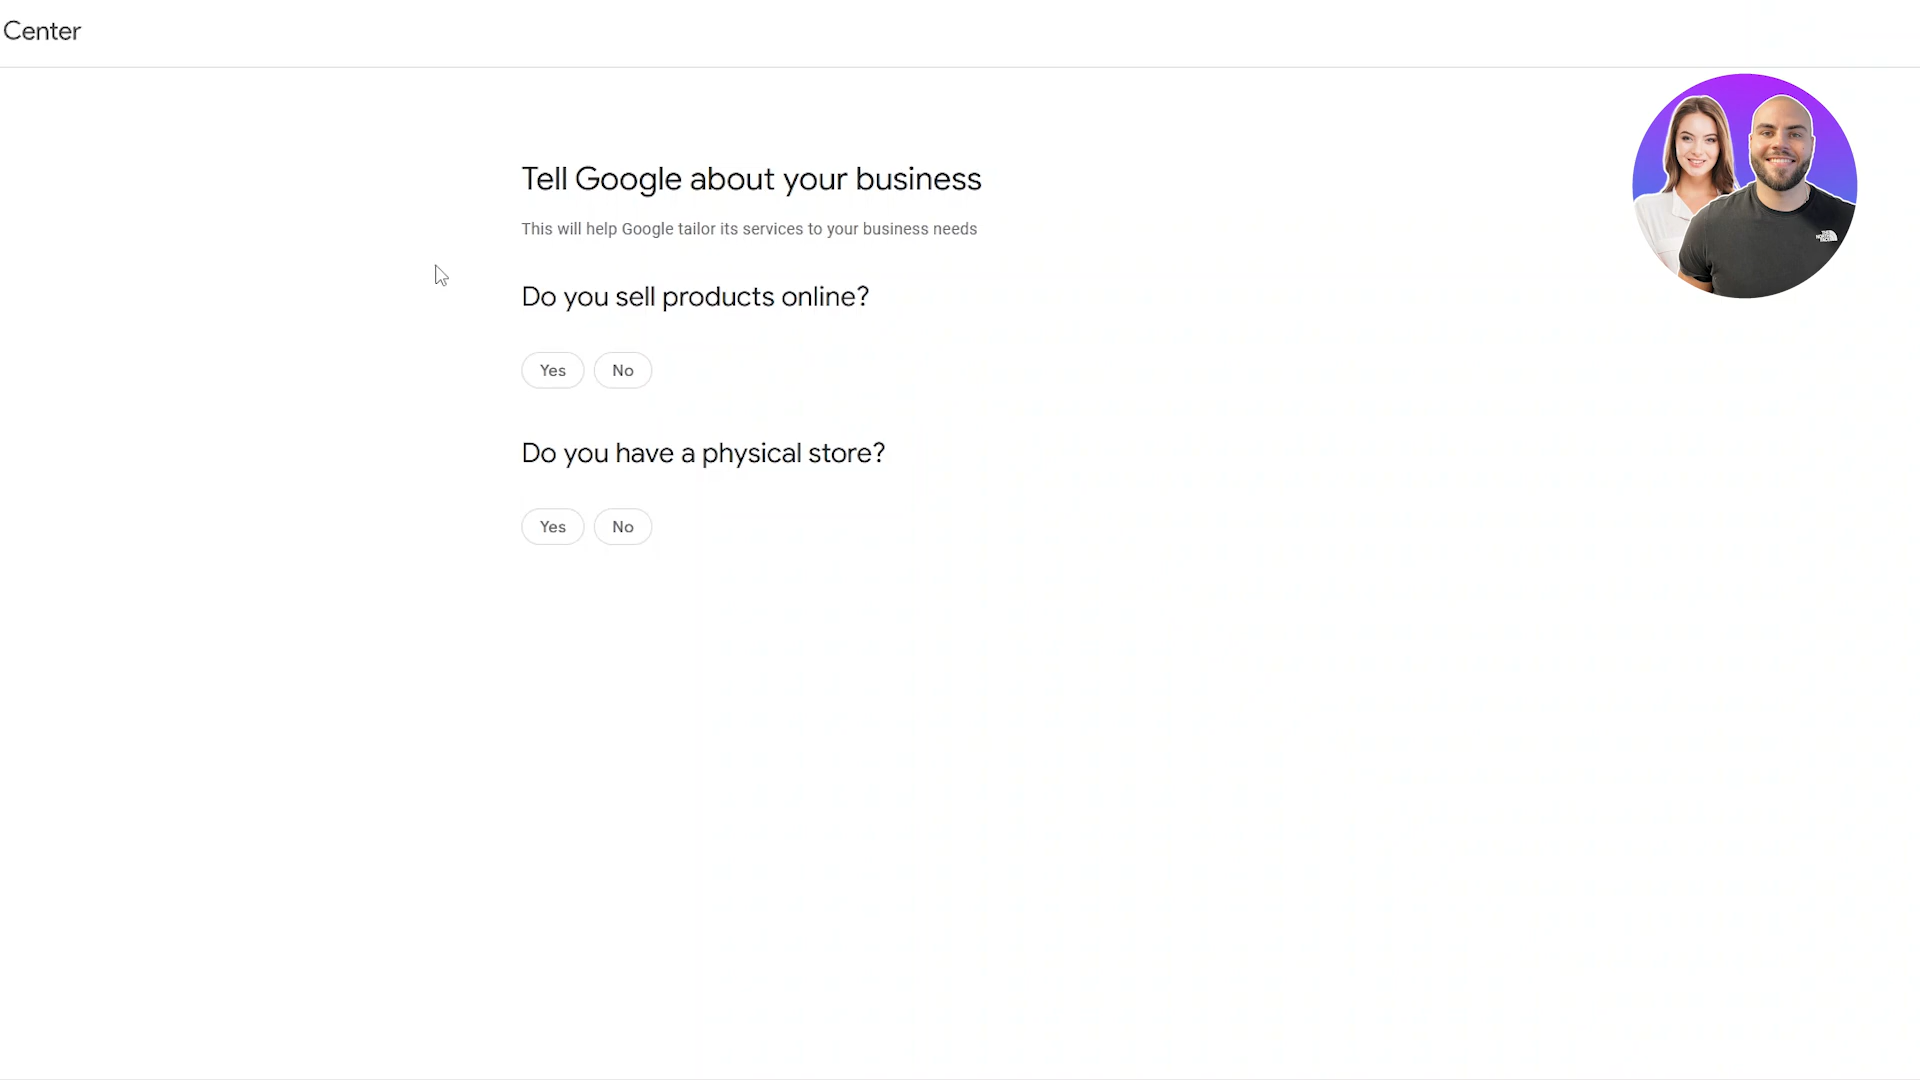 Center
Tell Google about your business
This will help Google tailor its services to your business needs
Do you sell products online?
Yes No
Do you have a physical store?
Yes No